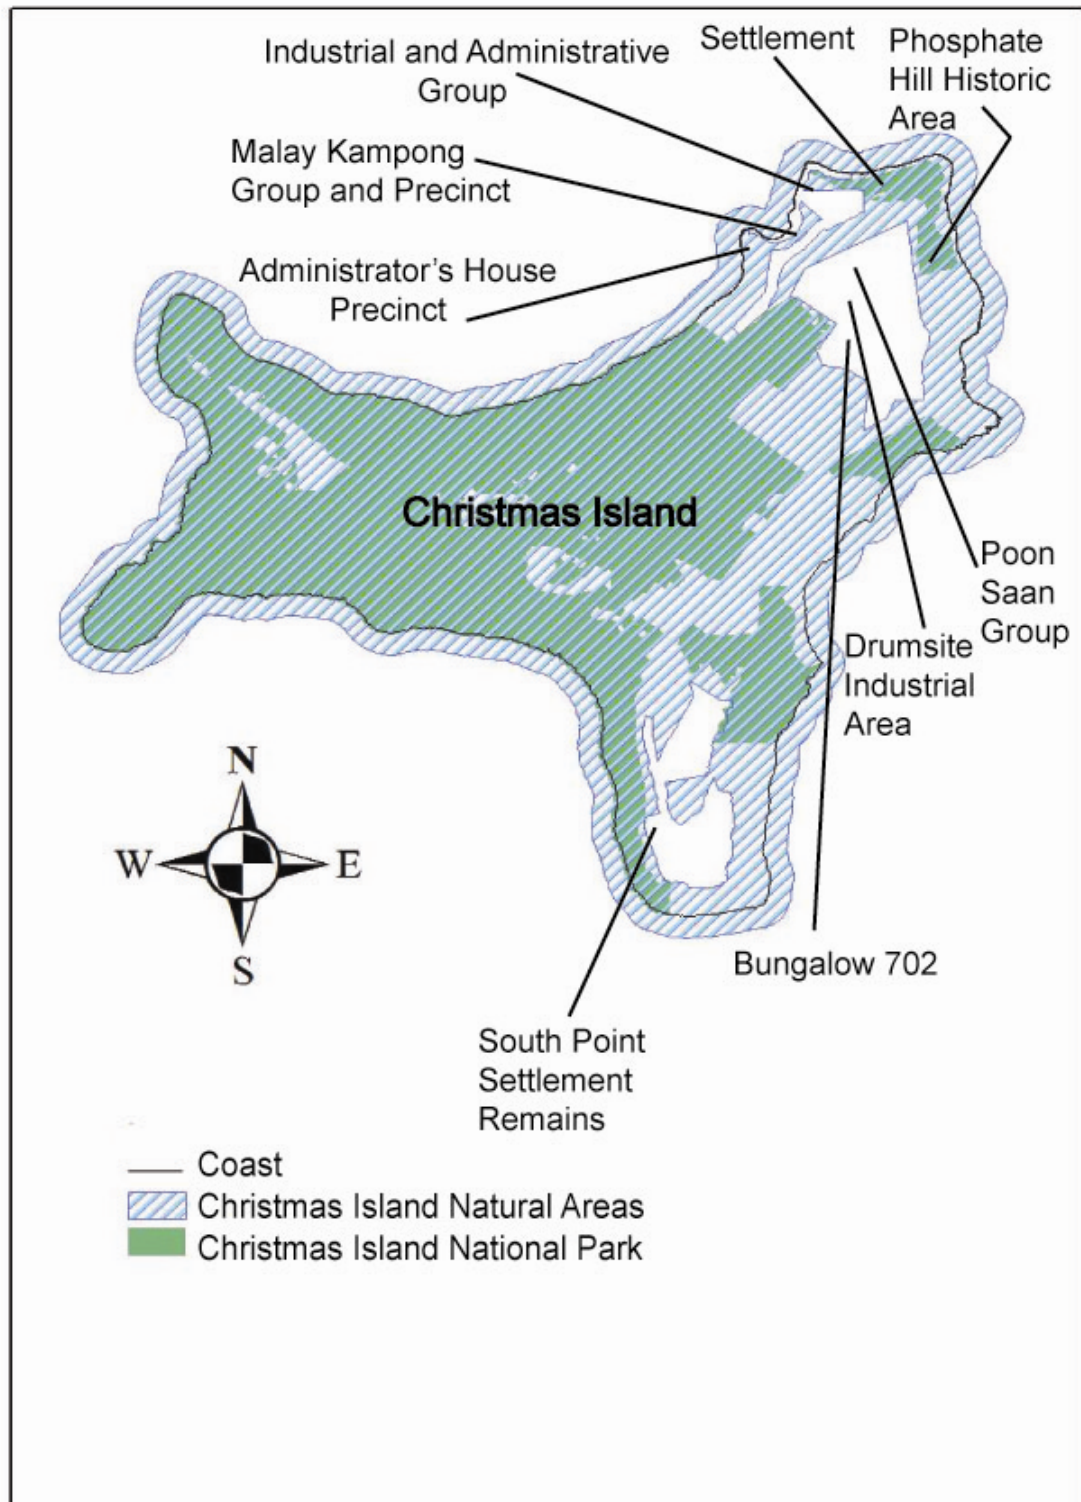 Industrial and Administrative
Group
Settlement
Phosphate
Hill Historic
Area
Malay Kampong
Group and Precinct
Administrator's House
Precinct
Christmas Island
Poon
Saan
Group
Drumsite
Industrial
Area
N
W E
S
Bungalow 702
South Point
Settlement
Remains
Coast
Christmas Island Natural Areas
Christmas Island National Park